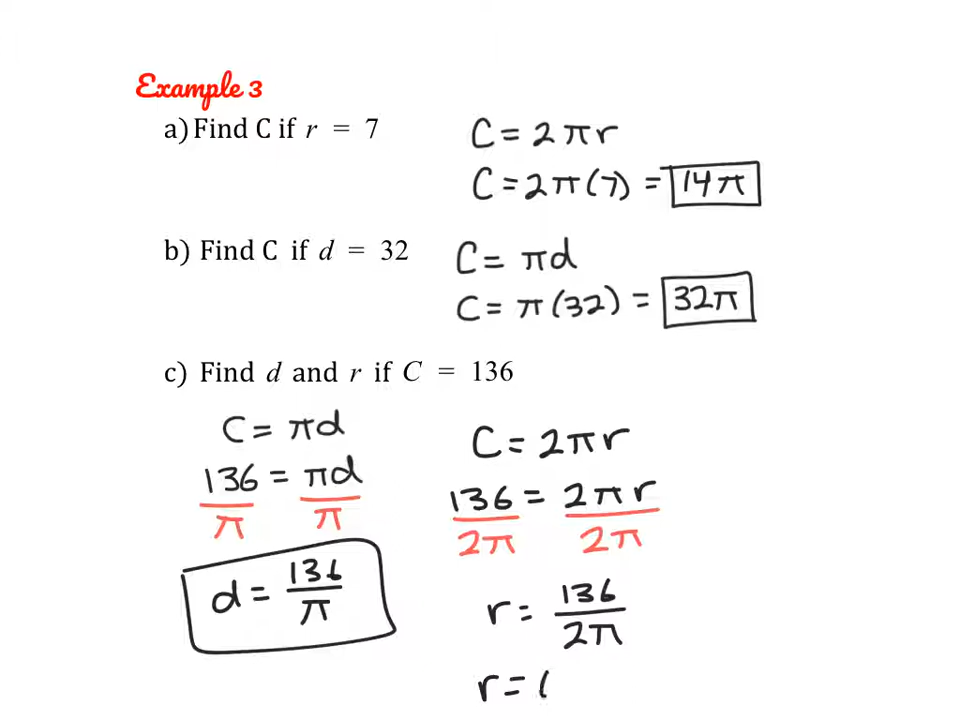 Example 3
a) Find C if r = 7
C = 2πr
C = 2π(7) = 14π
b) Find C if d = 32
C = πd
C = π(32) = 32π
c) Find d and r if C = 136
C = πd
136 = πd
π π
d = 136/π
C = 2πr
136 = 2πr
2π 2π
r = 136/2π
r = (